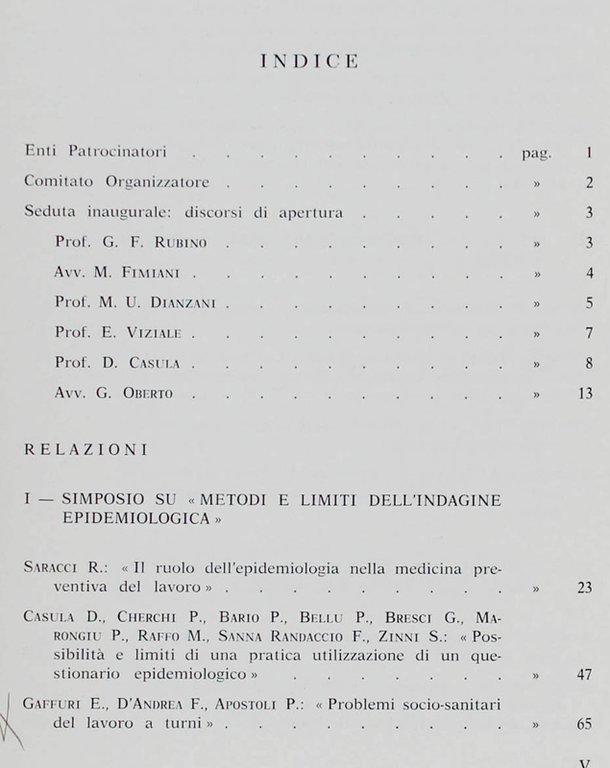 INDICE
Enti Patrocinatori . . . . . . . . . . pag. 1
Comitato Organizzatore . . . . . . . . . » 2
Seduta inaugurale: discorsi di apertura . . . . . » 3
Prof. G. F. RUBINO . . . . . . . . . » 3
Avv. M. FIMIANI . . . . . . . . . . » 4
Prof. M. U. DIANZANI . . . . . . . . . » 5
Prof. E. VIZIALE . . . . . . . . . . » 7
Prof. D. CASULA . . . . . . . . . . » 8
Avv. G. OBERTO . . . . . . . . . . » 13
RELAZIONI
I — SIMPOSIO SU « METODI E LIMITI DELL'INDAGINE
EPIDEMIOLOGICA »
SARACCI R.: « Il ruolo dell'epidemiologia nella medicina pre-
ventiva del lavoro » . . . . . . . . . » 23
CASULA D., CHERCHI P., BARIO P., BELLU P., BRESCI G., MA-
RONGIU P., RAFFO M., SANNA RANDACCIO F., ZINNI S.: « Pos-
sibilità e limiti di una pratica utilizzazione di un que-
stionario epidemiologico » . . . . . . . » 47
GAFFURI E., D'ANDREA F., APOSTOLI P.: « Problemi socio-sanitari
del lavoro a turni » . . . . . . . . . » 65
V